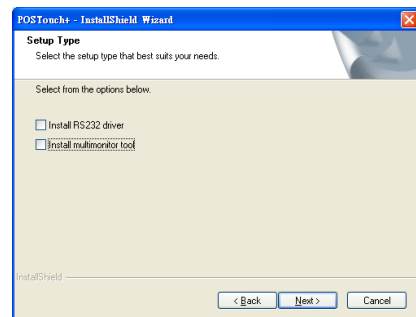 POSTouch+ - InstallShield Wizard
Setup Type
Select the setup type that best suits your needs.
Select from the options below.
Install RS232 driver
Install multimonitor tool
InstallShield
< Back
Next >
Cancel